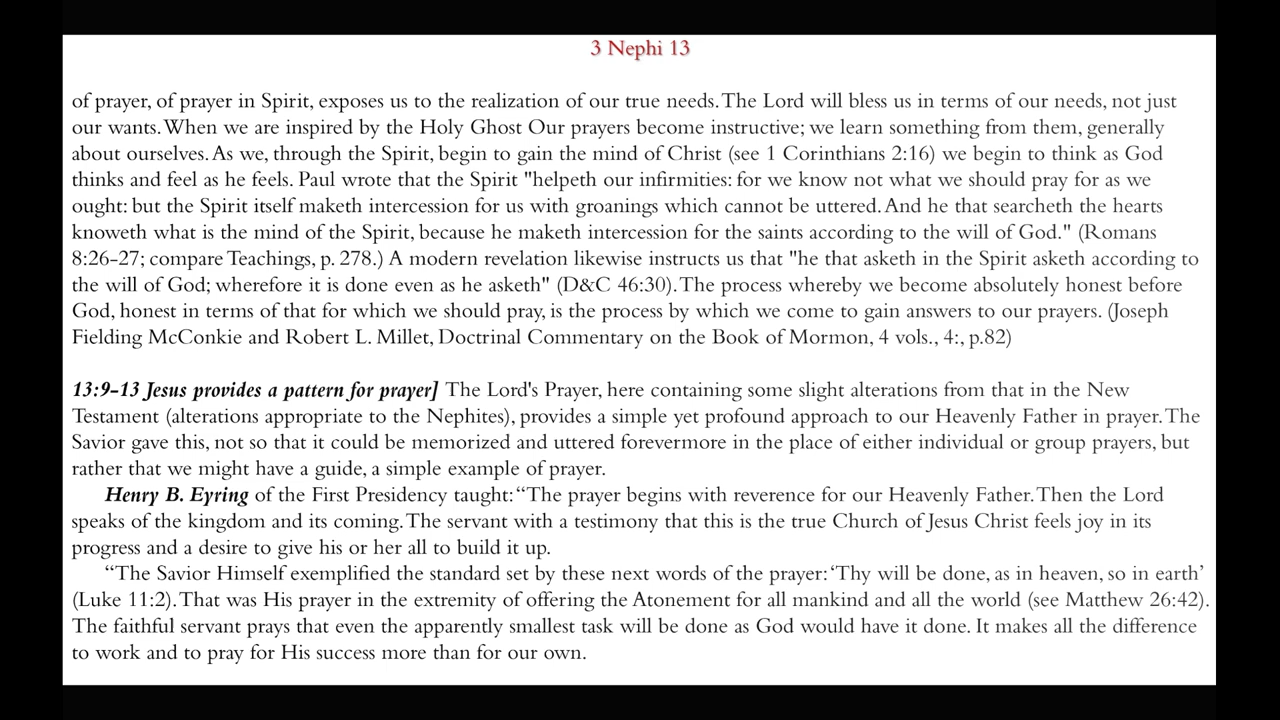 3 Nephi 13
of prayer, of prayer in Spirit, exposes us to the realization of our true needs. The Lord will bless us in terms of our needs, not just
our wants. When we are inspired by the Holy Ghost Our prayers become instructive; we learn something from them, generally
about ourselves. As we, through the Spirit, begin to gain the mind of Christ (see 1 Corinthians 2:16) we begin to think as God
thinks and feel as he feels. Paul wrote that the Spirit "helpeth our infirmities: for we know not what we should pray for as we
ought: but the Spirit itself maketh intercession for us with groanings which cannot be uttered. And he that searcheth the hearts
knoweth what is the mind of the Spirit, because he maketh intercession for the saints according to the will of God." (Romans
8:26-27; compare Teachings, p. 278.) A modern revelation likewise instructs us that "he that asketh in the Spirit asketh according to
the will of God; wherefore it is done even as he asketh" (D&C 46:30). The process whereby we become absolutely honest before
God, honest in terms of that for which we should pray, is the process by which we come to gain answers to our prayers. (Joseph
Fielding McConkie and Robert L. Millet, Doctrinal Commentary on the Book of Mormon, 4 vols., 4:, p.82)
13:9-13 Jesus provides a pattern for prayer] The Lord's Prayer, here containing some slight alterations from that in the New
Testament (alterations appropriate to the Nephites), provides a simple yet profound approach to our Heavenly Father in prayer. The
Savior gave this, not so that it could be memorized and uttered forevermore in the place of either individual or group prayers, but
rather that we might have a guide, a simple example of prayer.
Henry B. Eyring of the First Presidency taught: “The prayer begins with reverence for our Heavenly Father. Then the Lord
speaks of the kingdom and its coming. The servant with a testimony that this is the true Church of Jesus Christ feels joy in its
progress and a desire to give his or her all to build it up.
“The Savior Himself exemplified the standard set by these next words of the prayer: ‘Thy will be done, as in heaven, so in earth’
(Luke 11:2). That was His prayer in the extremity of offering the Atonement for all mankind and all the world (see Matthew 26:42).
The faithful servant prays that even the apparently smallest task will be done as God would have it done. It makes all the difference
to work and to pray for His success more than for our own.